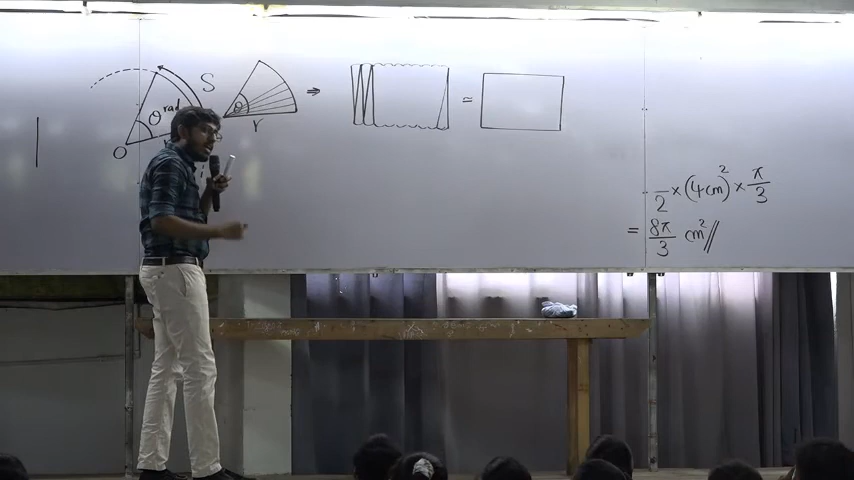 S
θ rad
O
θ
r
⇒
=
/2 × (4cm)² × π/3
= 8π/3 cm² //